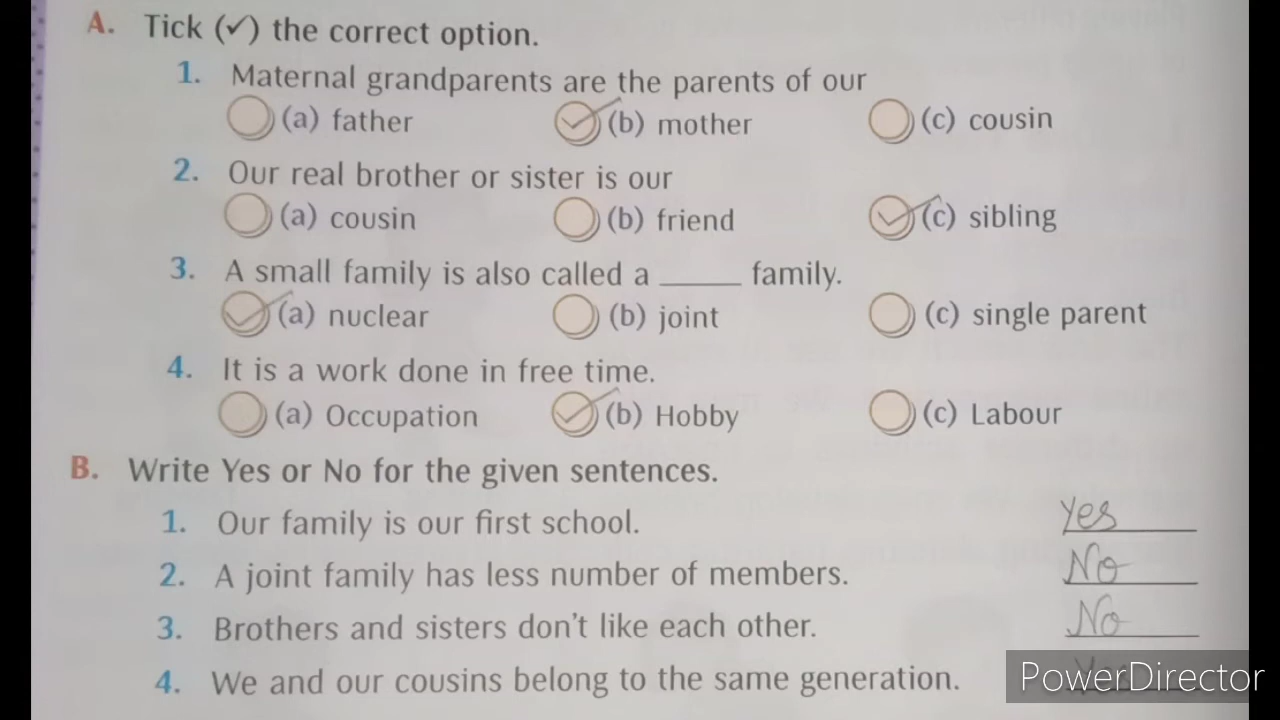 A. Tick (✓) the correct option.
1. Maternal grandparents are the parents of our
(a) father (b) mother (c) cousin
2. Our real brother or sister is our
(a) cousin (b) friend (c) sibling
3. A small family is also called a ______ family.
(a) nuclear (b) joint (c) single parent
4. It is a work done in free time.
(a) Occupation (b) Hobby (c) Labour
B. Write Yes or No for the given sentences.
1. Our family is our first school. Yes
2. A joint family has less number of members. No
3. Brothers and sisters don't like each other. No
4. We and our cousins belong to the same generation.
PowerDirector